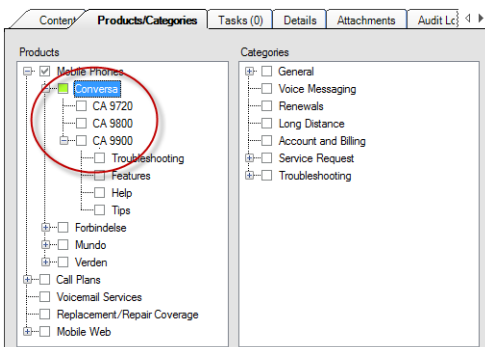 Content Products/Categories Tasks (0) Details Attachments Audit Lo
Products
Mobile Phones
Conversa
CA 9720
CA 9800
CA 9900
Troubleshooting
Features
Help
Tips
Forbindelse
Mundo
Verden
Call Plans
Voicemail Services
Replacement/Repair Coverage
Mobile Web
Categories
General
Voice Messaging
Renewals
Long Distance
Account and Billing
Service Request
Troubleshooting